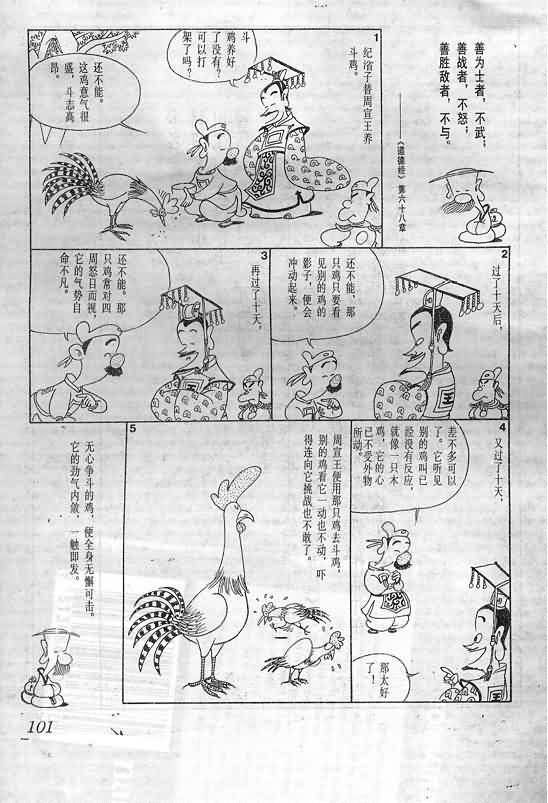 善为士者，不武；
善战者，不怒；
善胜敌者，不与。
——《道德经》第六十八章
1
纪渻子替周宣王养
斗鸡。
斗
鸡养好
了没有？
可以打
架了吗？
还不能。
这鸡意气很
盛，斗志高
昂。
2
过了十天后，
还不能，那
只鸡只要看
见别的鸡的
影子，便会
冲动起来。
3
再过了十天，
还不能。那
只鸡常对四
周怒目而视，
它的气势自
命不凡。
4
又过了十天，
差不多可以
了。它听见
别的鸡叫已
经没有反应，
就像一只木
鸡，它的心
已不受外物
所动。
那太好
了！
5
周宣王便用那只鸡去斗鸡，
别的鸡看它一动也不动，吓
得连向它挑战也不敢了。
无心争斗的鸡，便全身无懈可击。
它的劲气内敛，一触即发。
101